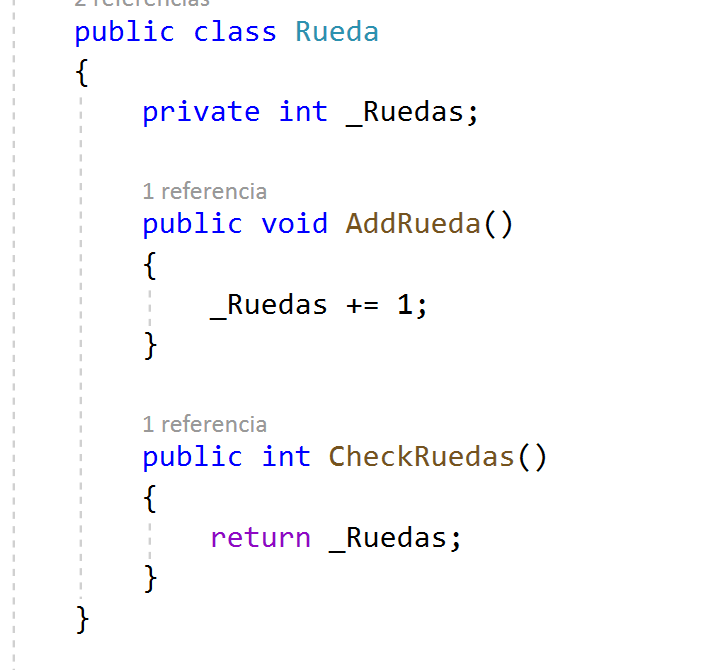 2 referencias
public class Rueda
{
private int _Ruedas;
1 referencia
public void AddRueda()
{
_Ruedas += 1;
}
1 referencia
public int CheckRuedas()
{
return _Ruedas;
}
}